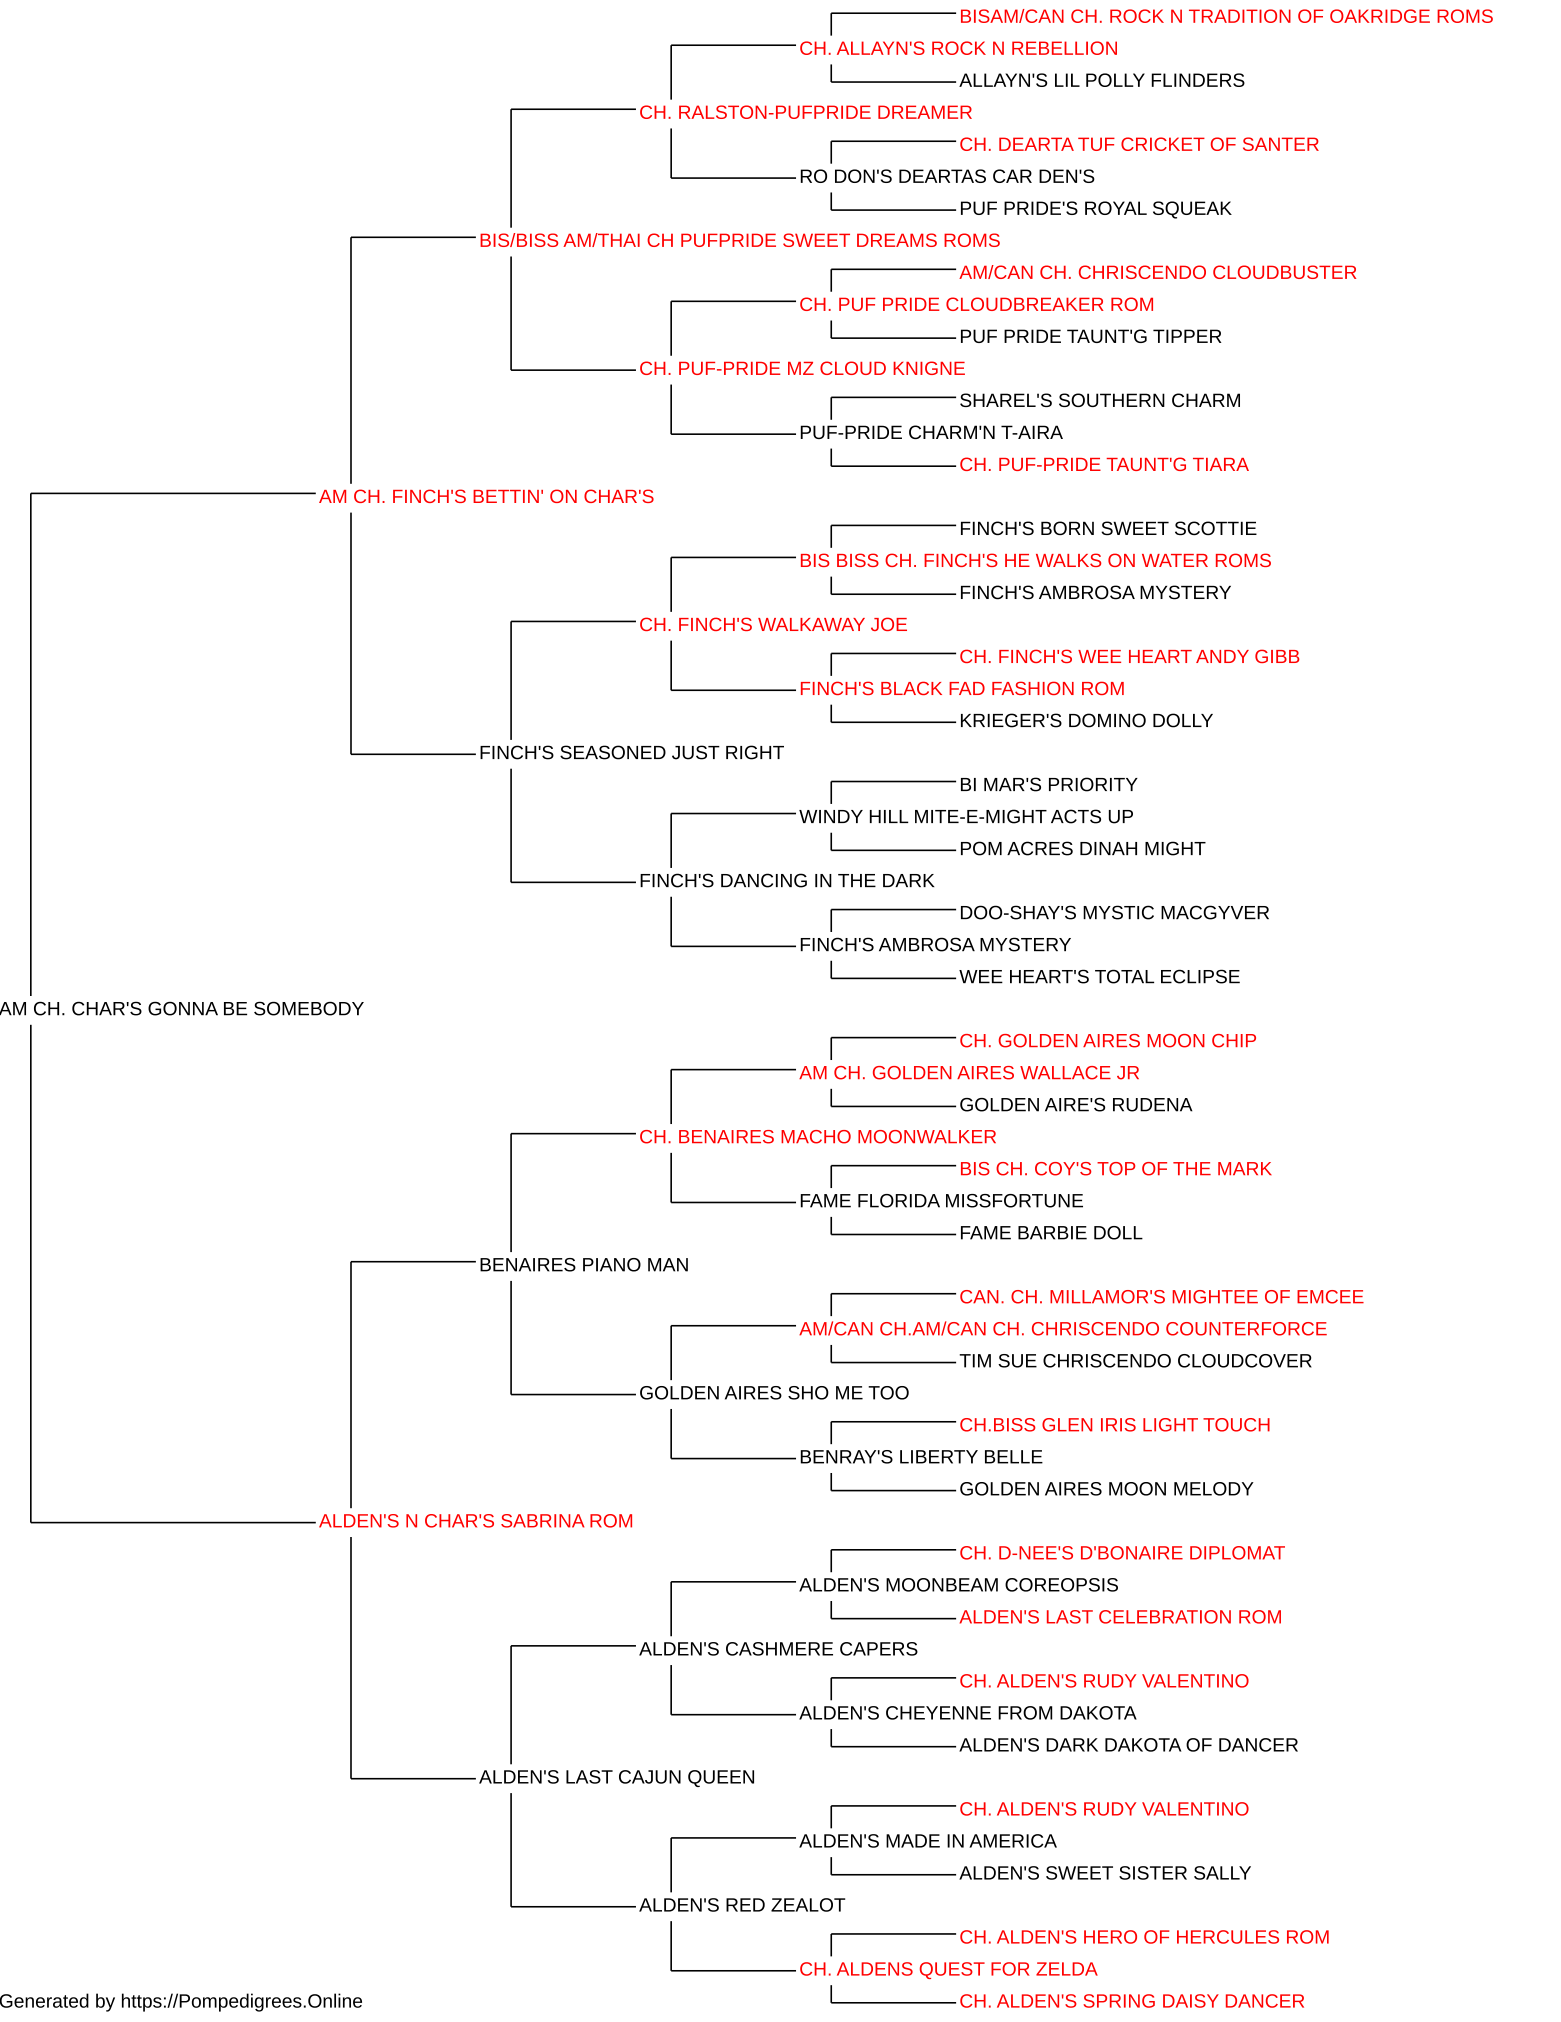 BISAM/CAN CH. ROCK N TRADITION OF OAKRIDGE ROMS
CH. ALLAYN'S ROCK N REBELLION
ALLAYN'S LIL POLLY FLINDERS
CH. RALSTON-PUFPRIDE DREAMER
CH. DEARTA TUF CRICKET OF SANTER
RO DON'S DEARTAS CAR DEN'S
PUF PRIDE'S ROYAL SQUEAK
BIS/BISS AM/THAI CH PUFPRIDE SWEET DREAMS ROMS
AM/CAN CH. CHRISCENDO CLOUDBUSTER
CH. PUF PRIDE CLOUDBREAKER ROM
PUF PRIDE TAUNT'G TIPPER
CH. PUF-PRIDE MZ CLOUD KNIGNE
SHAREL'S SOUTHERN CHARM
PUF-PRIDE CHARM'N T-AIRA
CH. PUF-PRIDE TAUNT'G TIARA
AM CH. FINCH'S BETTIN' ON CHAR'S
FINCH'S BORN SWEET SCOTTIE
BIS BISS CH. FINCH'S HE WALKS ON WATER ROMS
FINCH'S AMBROSA MYSTERY
CH. FINCH'S WALKAWAY JOE
CH. FINCH'S WEE HEART ANDY GIBB
FINCH'S BLACK FAD FASHION ROM
KRIEGER'S DOMINO DOLLY
FINCH'S SEASONED JUST RIGHT
BI MAR'S PRIORITY
WINDY HILL MITE-E-MIGHT ACTS UP
POM ACRES DINAH MIGHT
FINCH'S DANCING IN THE DARK
DOO-SHAY'S MYSTIC MACGYVER
FINCH'S AMBROSA MYSTERY
WEE HEART'S TOTAL ECLIPSE
AM CH. CHAR'S GONNA BE SOMEBODY
CH. GOLDEN AIRES MOON CHIP
AM CH. GOLDEN AIRES WALLACE JR
GOLDEN AIRE'S RUDENA
CH. BENAIRES MACHO MOONWALKER
BIS CH. COY'S TOP OF THE MARK
FAME FLORIDA MISSFORTUNE
FAME BARBIE DOLL
BENAIRES PIANO MAN
CAN. CH. MILLAMOR'S MIGHTEE OF EMCEE
AM/CAN CH.AM/CAN CH. CHRISCENDO COUNTERFORCE
TIM SUE CHRISCENDO CLOUDCOVER
GOLDEN AIRES SHO ME TOO
CH.BISS GLEN IRIS LIGHT TOUCH
BENRAY'S LIBERTY BELLE
GOLDEN AIRES MOON MELODY
ALDEN'S N CHAR'S SABRINA ROM
CH. D-NEE'S D'BONAIRE DIPLOMAT
ALDEN'S MOONBEAM COREOPSIS
ALDEN'S LAST CELEBRATION ROM
ALDEN'S CASHMERE CAPERS
CH. ALDEN'S RUDY VALENTINO
ALDEN'S CHEYENNE FROM DAKOTA
ALDEN'S DARK DAKOTA OF DANCER
ALDEN'S LAST CAJUN QUEEN
CH. ALDEN'S RUDY VALENTINO
ALDEN'S MADE IN AMERICA
ALDEN'S SWEET SISTER SALLY
ALDEN'S RED ZEALOT
CH. ALDEN'S HERO OF HERCULES ROM
CH. ALDENS QUEST FOR ZELDA
CH. ALDEN'S SPRING DAISY DANCER
Generated by https://Pompedigrees.Online